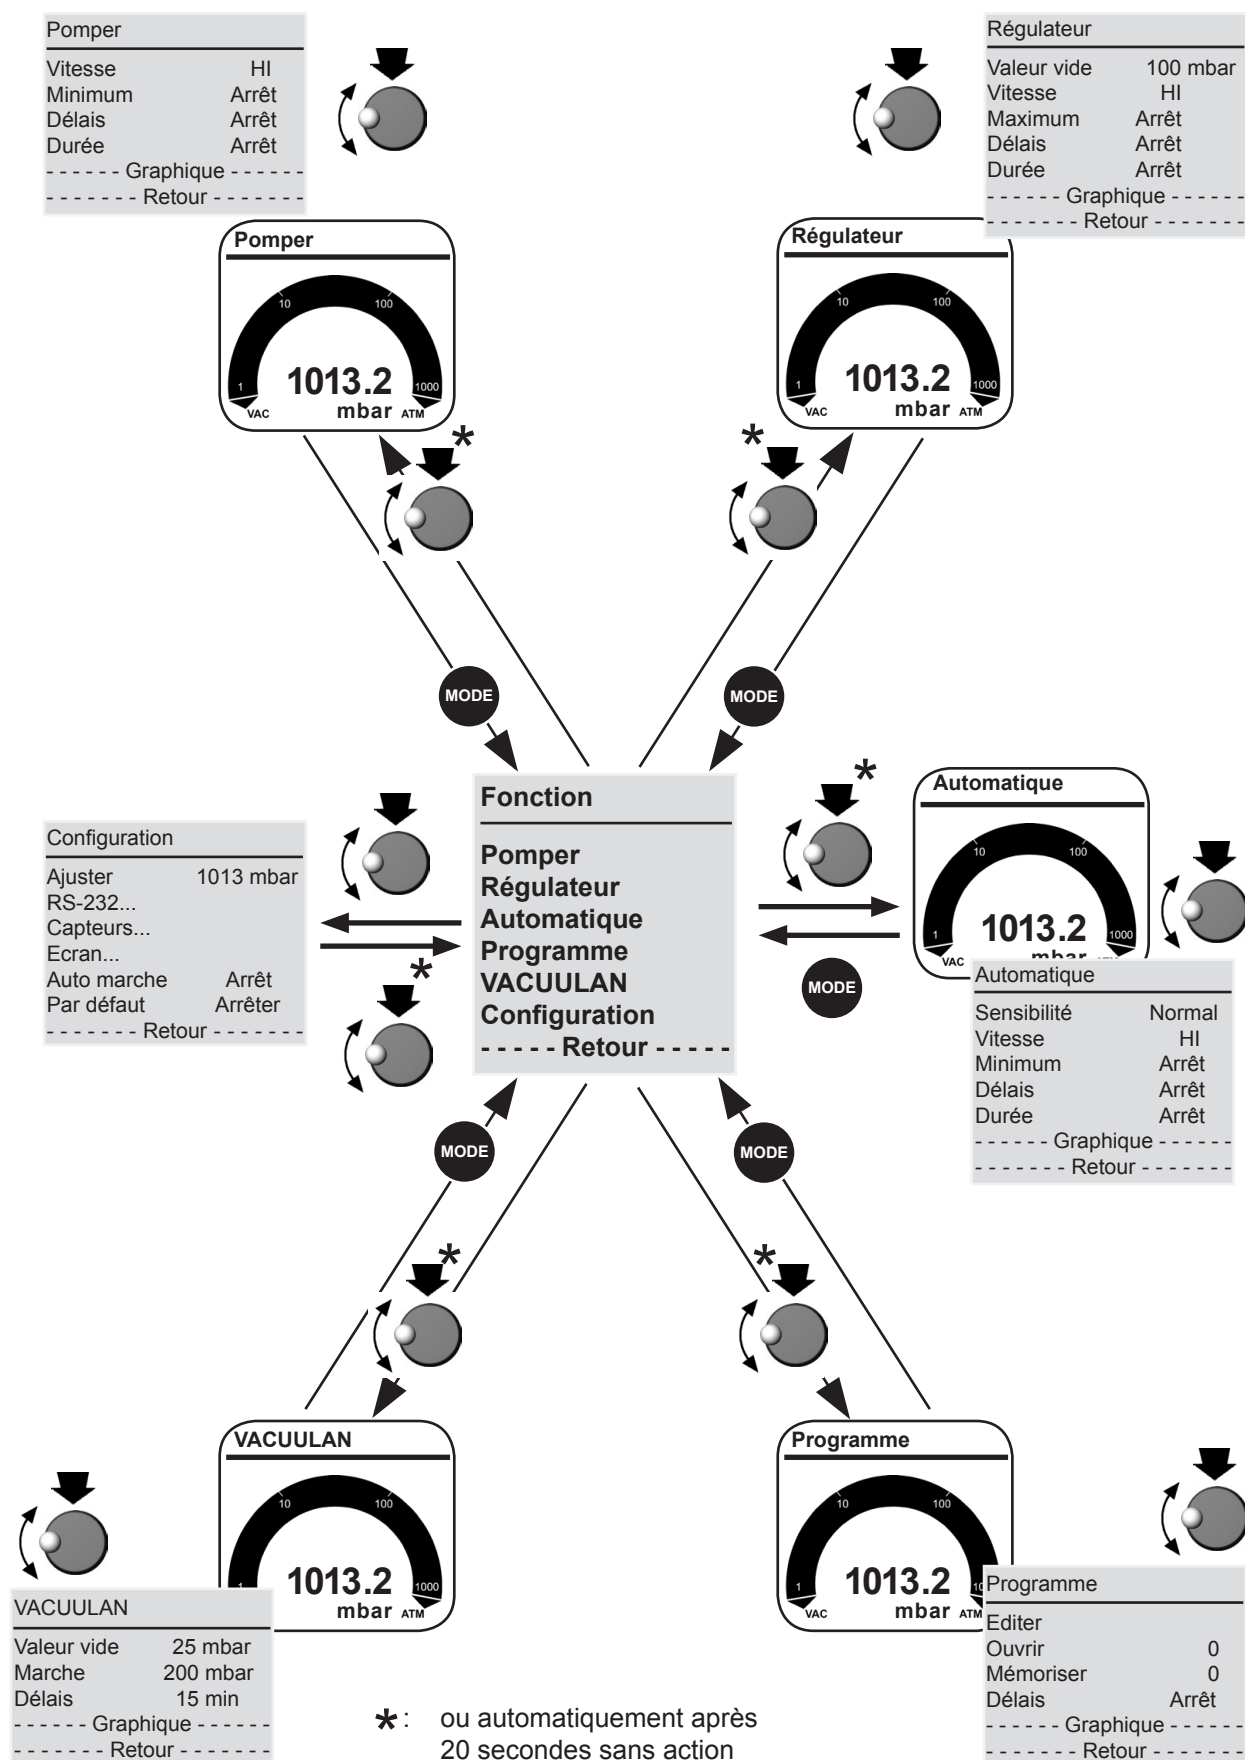 Pomper
Vitesse HI
Minimum Arrêt
Délais Arrêt
Durée Arrêt
- - - - - - Graphique - - - - - -
- - - - - - - Retour - - - - - - -
Régulateur
Valeur vide 100 mbar
Vitesse HI
Maximum Arrêt
Délais Arrêt
Durée Arrêt
- - - - - - Graphique - - - - - -
- - - - - - - Retour - - - - - - -
Pomper
10 100
1 1013.2 1000
VAC mbar ATM
Régulateur
10 100
1 1013.2 1000
VAC mbar ATM
*
*
MODE
MODE
Fonction
Pomper
Régulateur
Automatique
Programme
VACUULAN
Configuration
- - - - - Retour - - - - -
*
Automatique
10 100
1 1013.2 1000
VAC mbar ATM
MODE
Configuration
Ajuster 1013 mbar
RS-232...
Capteurs...
Ecran...
Auto marche Arrêt
Par défaut Arrêter
- - - - - - - Retour - - - - - - -
*
Automatique
Sensibilité Normal
Vitesse HI
Minimum Arrêt
Délais Arrêt
Durée Arrêt
- - - - - - Graphique - - - - - -
- - - - - - - Retour - - - - - - -
MODE
MODE
*
*
VACUULAN
10 100
1 1013.2 1000
mbar ATM
Programme
10 100
1 1013.2 10
VAC mbar ATM
VACUULAN
Valeur vide 25 mbar
Marche 200 mbar
Délais 15 min
- - - - - - Graphique - - - - - -
- - - - - - - Retour - - - - - - -
Programme
Editer
Ouvrir 0
Mémoriser 0
Délais Arrêt
- - - - - - Graphique - - - - - -
- - - - - - - Retour - - - - - - -
* : ou automatiquement après
20 secondes sans action